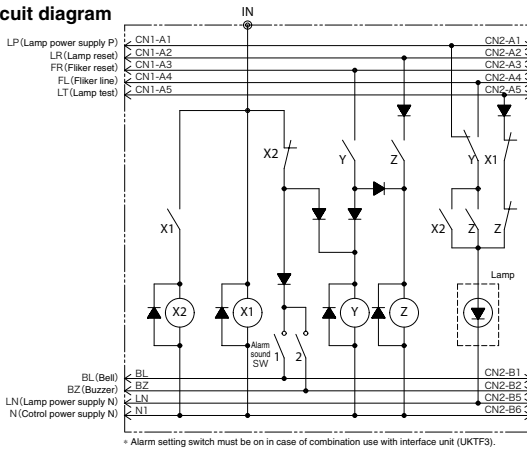 cuit diagram
IN
LP(Lamp power supply P) CN1-A1 CN2-A1
LR(Lamp reset) CN1-A2 CN2-A2
FR(Fliker reset) CN1-A3 CN2-A3
FL(Fliker line) CN1-A4 CN2-A4
LT(Lamp test) CN1-A5 CN2-A5
X2 Y Z Y X1
X1 X2 Z Z
Lamp
X2 X1 Y Z
Alarm
sound 1 2
SW
BL(Bell) BL CN2-B1
BZ(Buzzer) BZ CN2-B2
LN(Lamp power supply N) LN CN2-B5
N(Cotrol power supply N) N1 CN2-B6
* Alarm setting switch must be on in case of combination use with interface unit (UKTF3).